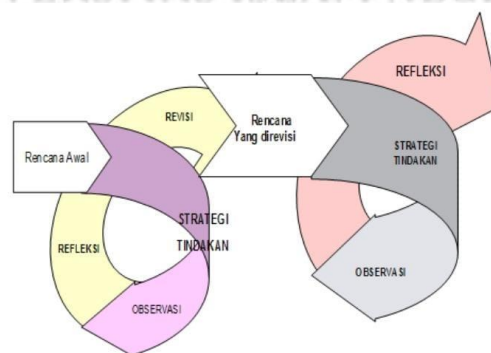 Rencana Awal
STRATEGI
TINDAKAN
OBSERVASI
REFLEKSI
REVISI
Rencana
Yang direvisi
STRATEGI
TINDAKAN
OBSERVASI
REFLEKSI